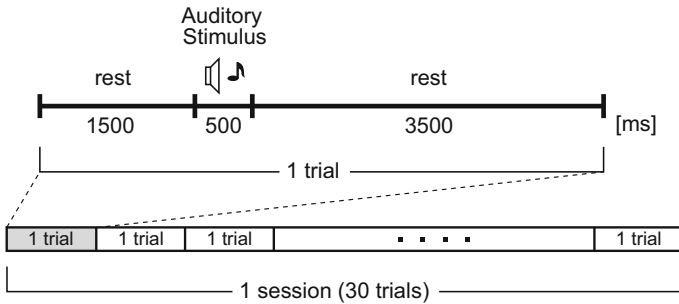 Auditory
Stimulus
rest
rest
1500
500
3500
[ms]
1 trial
1 trial
1 trial
1 trial
. . . .
1 trial
1 session (30 trials)